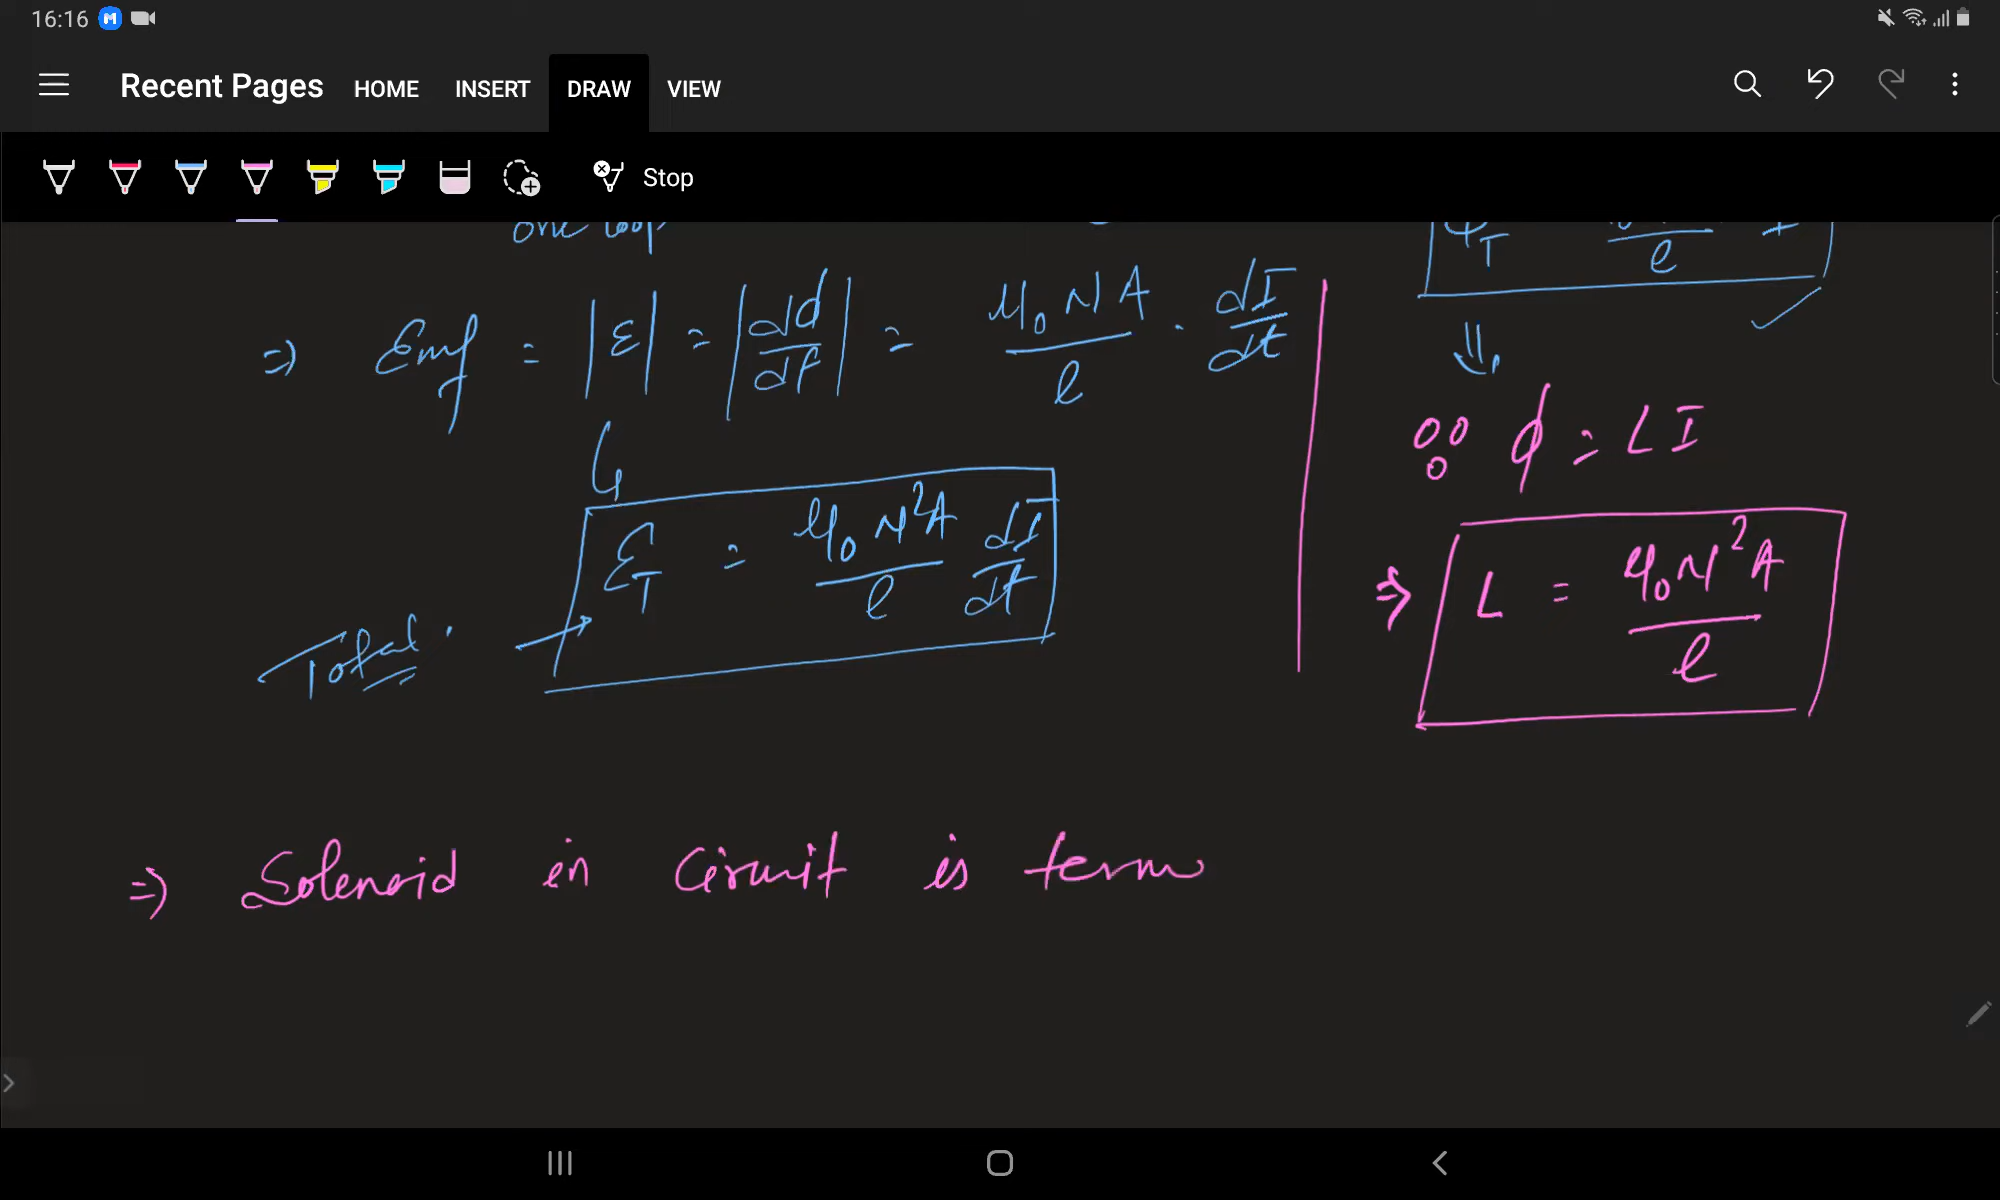 16:16
Recent Pages HOME INSERT DRAW VIEW
Stop
one loop
ϕ_T ℓ I
⇒ Emf = |ε| = |dϕ/dt| = μ₀NA/ℓ · dI/dt
⇓
∴ ϕ = LI
Total. → ε_T = μ₀N²A/ℓ dI/dt
⇒ L = μ₀N²A/ℓ
⇒ Solenoid in Circuit is term